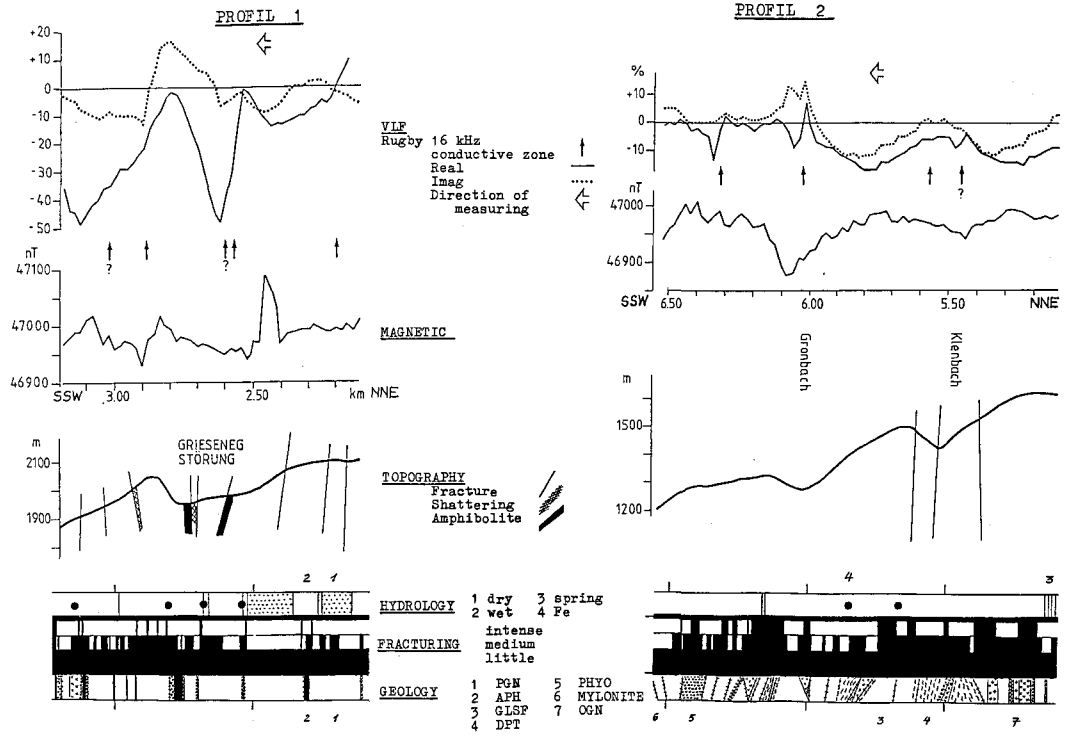 PROFIL 1
PROFIL 2
+20
+10
0
-10
-20
-30
-40
-50
nT
?
?
47100
47000
46900
SSW
3.00
2.50
km NNE
VLF
Rugby 16 kHz
conductive zone
Real
Imag
Direction of
measuring
MAGNETIC
%
+10
0
-10
nT
?
47000
46900
SSW
6.50
6.00
5.50
NNE
m
2100
1900
GRIESENEG
STÖRUNG
TOPOGRAPHY
Fracture
Shattering
Amphibolite
Gronbach
Klenbach
m
1500
1200
2 1
HYDROLOGY
1 dry 3 spring
2 wet 4 Fe
4 3
FRACTURING
intense
medium
little
GEOLOGY
1 PGN 5 PHYO
2 APH 6 MYLONITE
3 GLSF 7 OGN
4 DPT
2 1
6 5 3 4 7